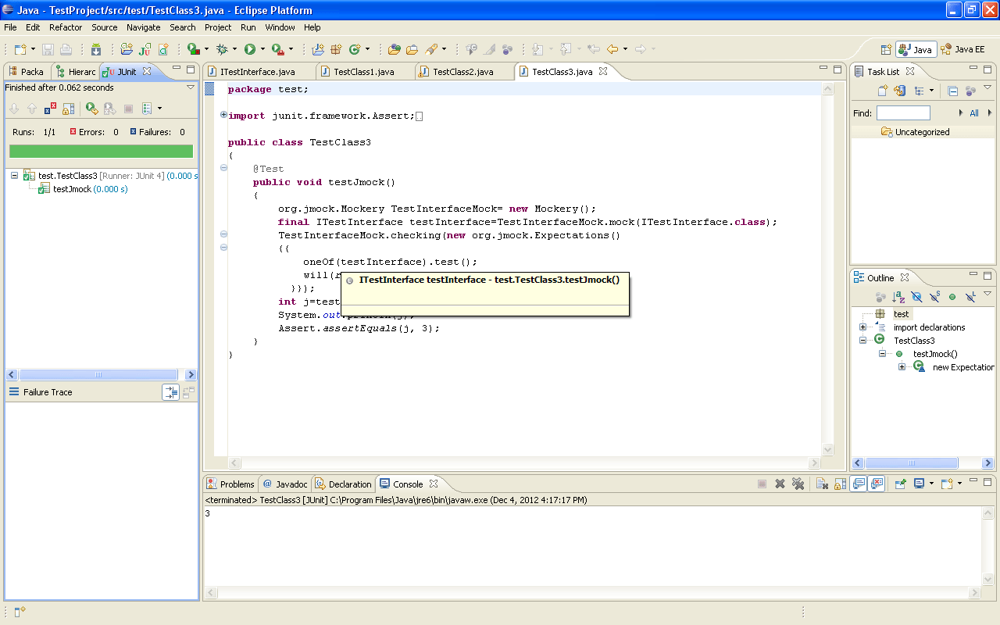 Java - TestProject/src/test/TestClass3.java - Eclipse Platform
File Edit Refactor Source Navigate Search Project Run Window Help
Java Java EE
Packa Hierarc JUnit
Finished after 0.062 seconds
Runs: 1/1 Errors: 0 Failures: 0
test.TestClass3 [Runner: JUnit 4] (0.000 s
testJmock (0.000 s)
Failure Trace
ITestInterface.java TestClass1.java TestClass2.java TestClass3.java
package test;
import junit.framework.Assert;
public class TestClass3
{
@Test
public void testJmock()
{
org.jmock.Mockery TestInterfaceMock= new Mockery();
final ITestInterface testInterface=TestInterfaceMock.mock(ITestInterface.class);
TestInterfaceMock.checking(new org.jmock.Expectations()
{{
oneOf(testInterface).test();
will(
ITestInterface testInterface - test.TestClass3.testJmock()
}});
int j=test
System.out.println(j);
Assert.assertEquals(j, 3);
}
}
Task List
Find: All
Uncategorized
Outline
test
import declarations
TestClass3
testJmock()
new Expectation
Problems @ Javadoc Declaration Console
<terminated> TestClass3 [JUnit] C:\Program Files\Java\jre6\bin\javaw.exe (Dec 4, 2012 4:17:17 PM)
3